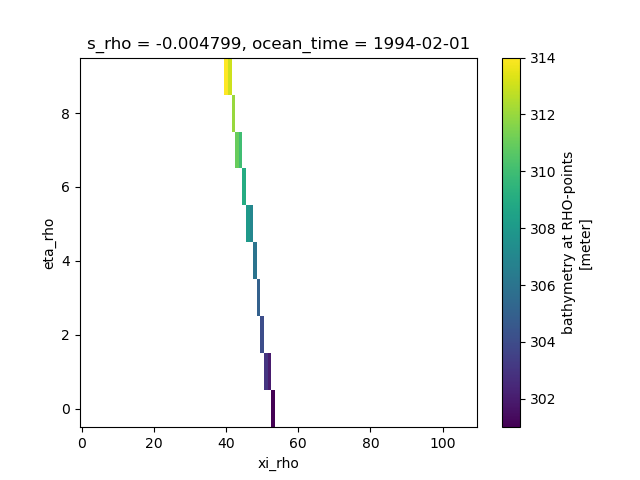 s_rho = -0.004799, ocean_time = 1994-02-01
8
6
4
2
0
eta_rho
0 20 40 60 80 100
xi_rho
314
312
310
308
306
304
302
bathymetry at RHO-points
[meter]